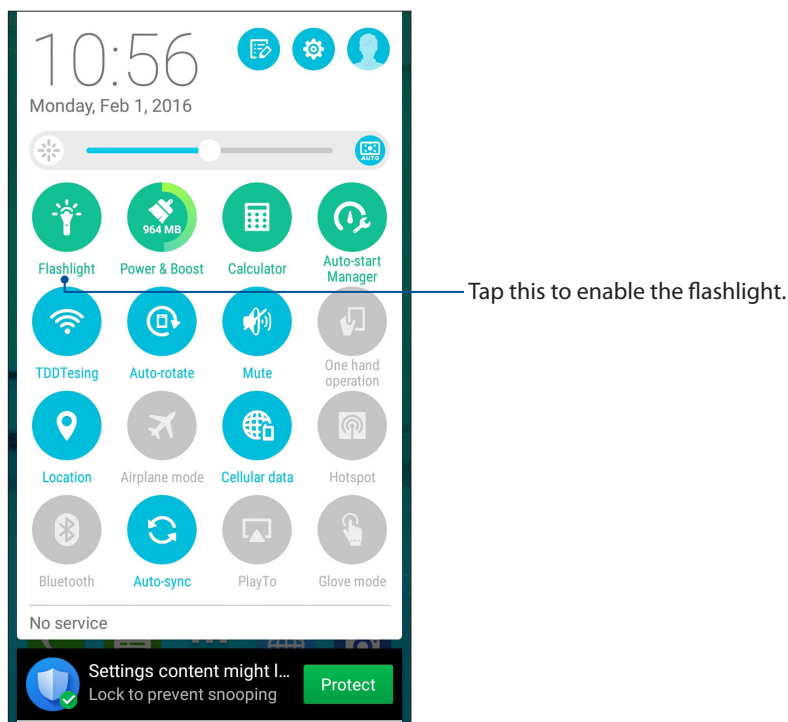 10:56
Monday, Feb 1, 2016
AUTO
964 MB
Flashlight
Power & Boost
Calculator
Auto-start
Manager
Tap this to enable the flashlight.
TDDTesing
Auto-rotate
Mute
One hand
operation
Location
Airplane mode
Cellular data
Hotspot
Bluetooth
Auto-sync
PlayTo
Glove mode
No service
Settings content might l...
Lock to prevent snooping
Protect